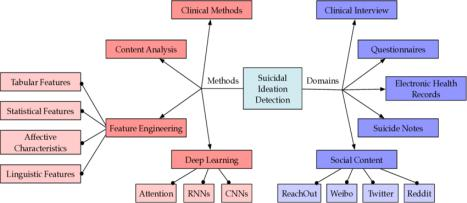 Clinical Methods
Clinical Interview
Content Analysis
Questionnaires
Tabular Features
Methods
Suicidal
Ideation
Detection
Domains
Electronic Health
Records
Statistical Features
Feature Engineering
Suicide Notes
Affective
Characteristics
Linguistic Features
Deep Learning
Social Content
Attention
RNNs
CNNs
ReachOut
Weibo
Twitter
Reddit